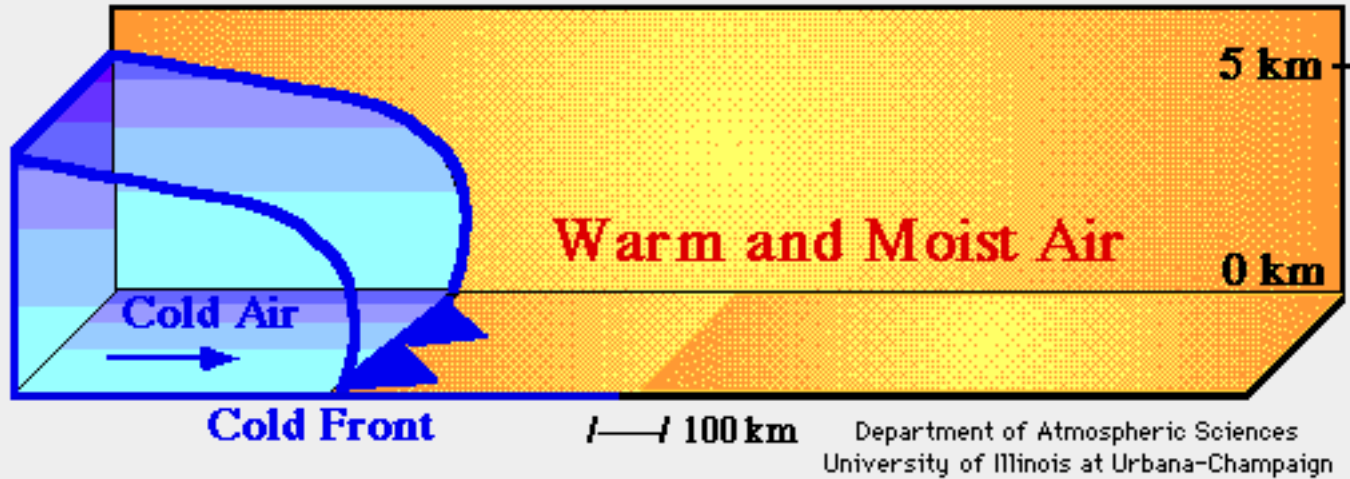 5 km
Warm and Moist Air
0 km
Cold Air
Cold Front
100 km
Department of Atmospheric Sciences
University of Illinois at Urbana-Champaign